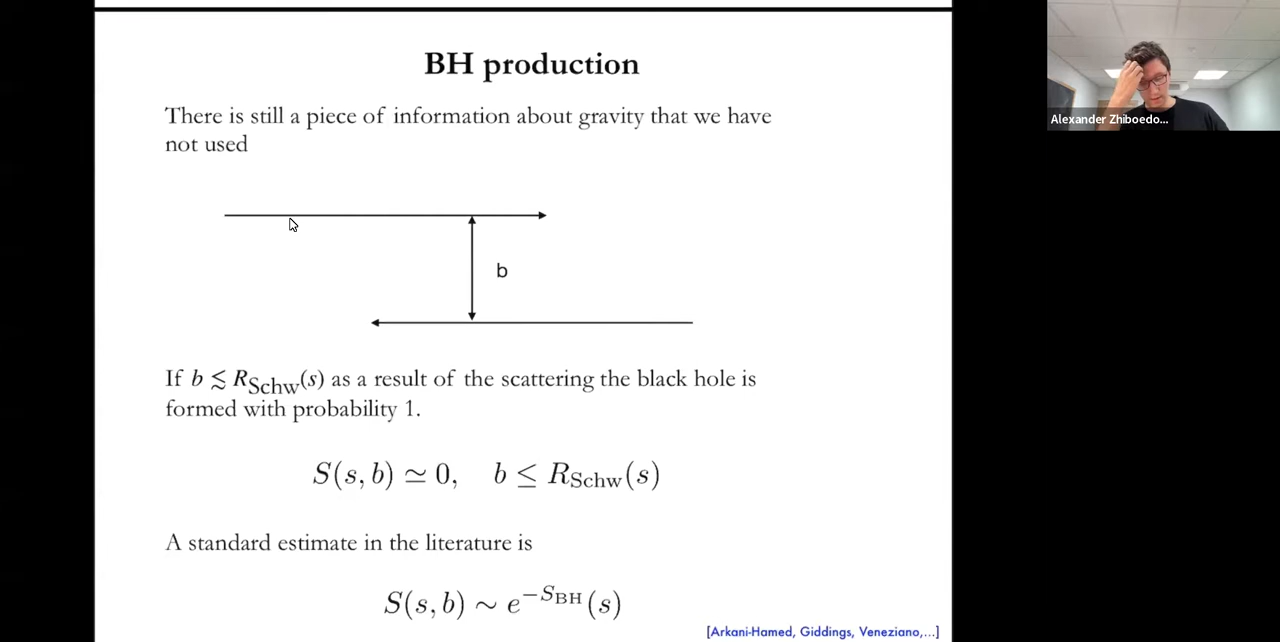 BH production
There is still a piece of information about gravity that we have
not used
b
If b ≲ R_Schw(s) as a result of the scattering the black hole is
formed with probability 1.
S(s, b) ≃ 0,    b ≤ R_Schw(s)
A standard estimate in the literature is
S(s, b) ∼ e^{−S_BH}(s)
[Arkani-Hamed, Giddings, Veneziano,...]
Alexander Zhiboedo...